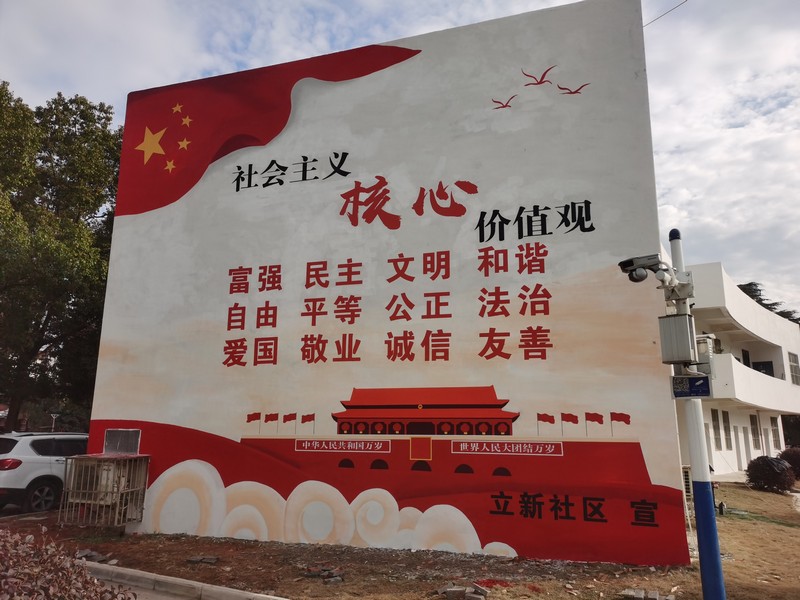 社会主义
核心
价值观
富强 民主 文明 和谐
自由 平等 公正 法治
爱国 敬业 诚信 友善
中华人民共和国万岁 世界人民大团结万岁
立新社区 宣